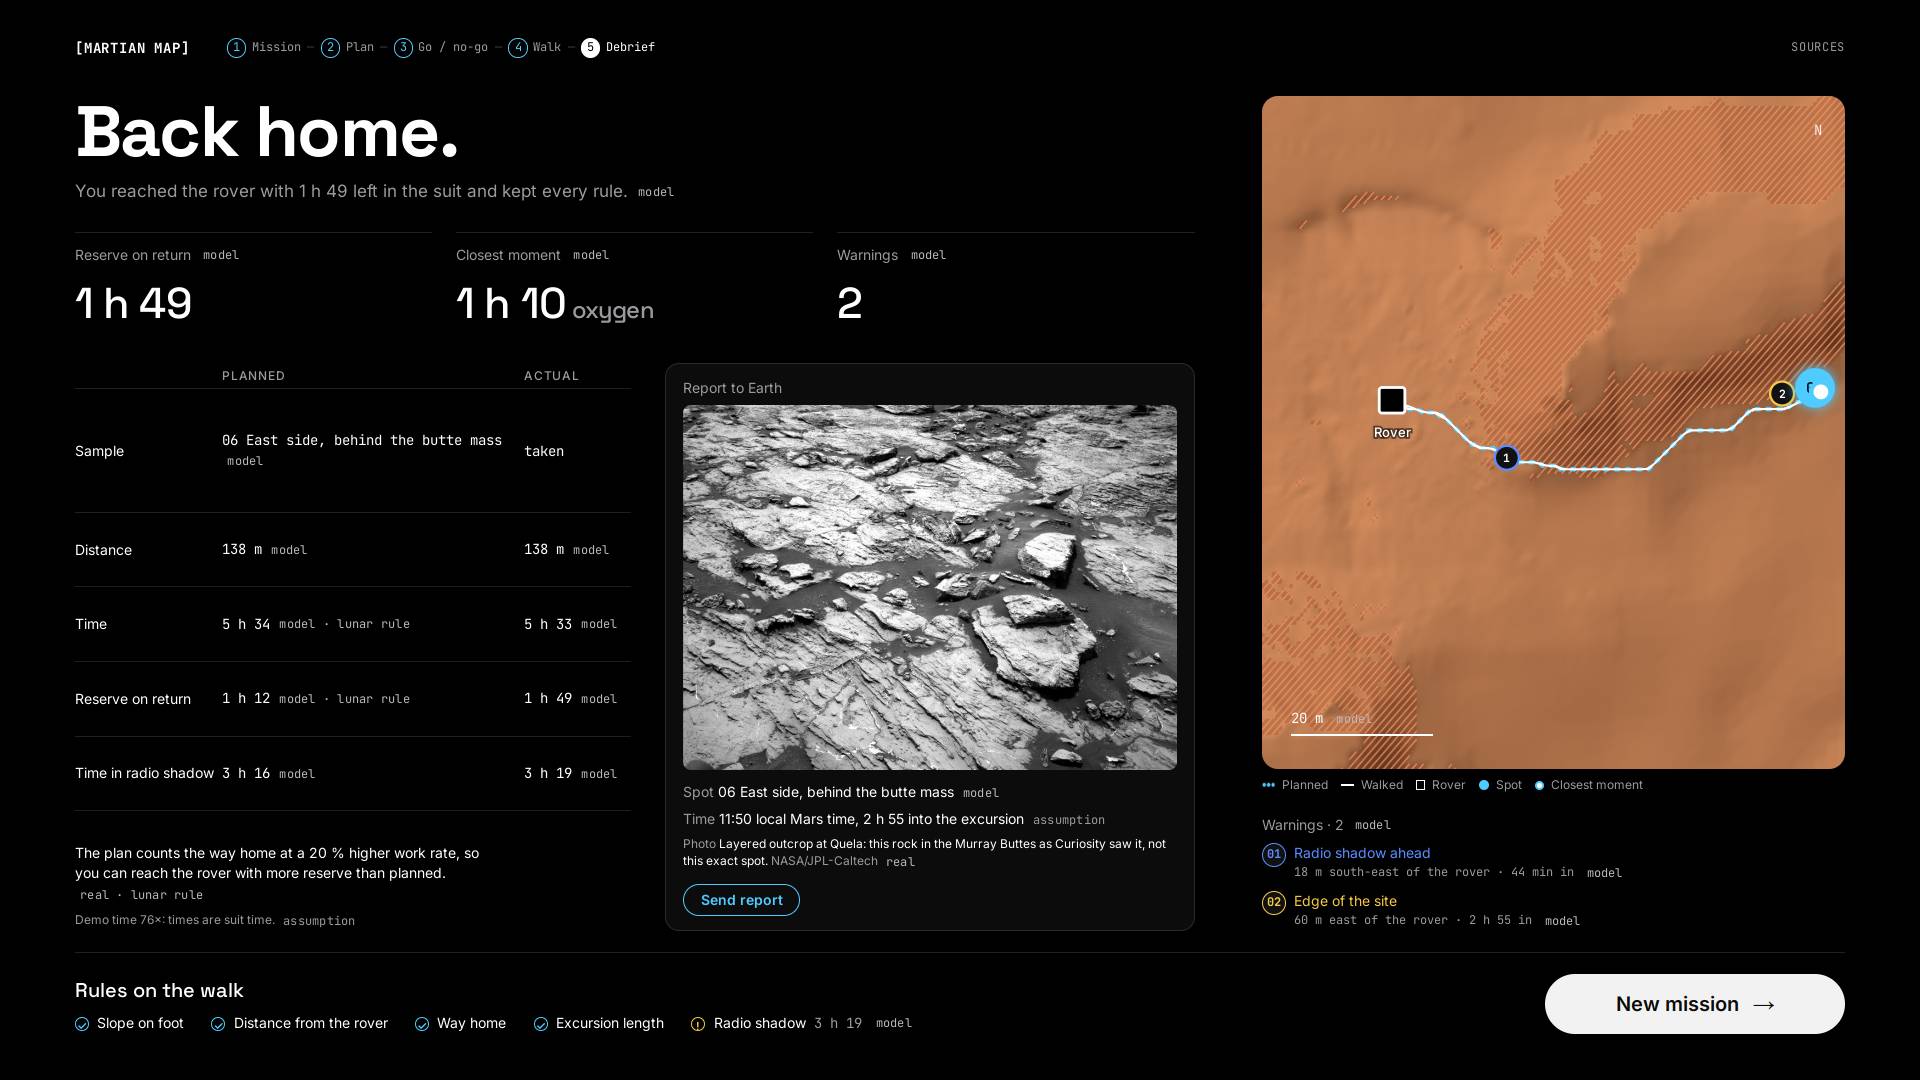 [MARTIAN MAP] 1 Mission – 2 Plan – 3 Go / no-go – 4 Walk – 5 Debrief SOURCES
Back home.
You reached the rover with 1 h 49 left in the suit and kept every rule. model
Reserve on return model
1 h 49
Closest moment model
1 h 10 oxygen
Warnings model
2
PLANNED ACTUAL
Sample 06 East side, behind the butte mass model taken
Distance 138 m model 138 m model
Time 5 h 34 model · lunar rule 5 h 33 model
Reserve on return 1 h 12 model · lunar rule 1 h 49 model
Time in radio shadow 3 h 16 model 3 h 19 model
The plan counts the way home at a 20 % higher work rate, so
you can reach the rover with more reserve than planned.
real · lunar rule
Demo time 76×: times are suit time. assumption
Report to Earth
Spot 06 East side, behind the butte mass model
Time 11:50 local Mars time, 2 h 55 into the excursion assumption
Photo Layered outcrop at Quela: this rock in the Murray Buttes as Curiosity saw it, not
this exact spot. NASA/JPL-Caltech real
Send report
N
2
Rover
1
20 m model
Planned Walked Rover Spot Closest moment
Warnings · 2 model
01 Radio shadow ahead
18 m south-east of the rover · 44 min in model
02 Edge of the site
60 m east of the rover · 2 h 55 in model
Rules on the walk
Slope on foot Distance from the rover Way home Excursion length Radio shadow 3 h 19 model
New mission →